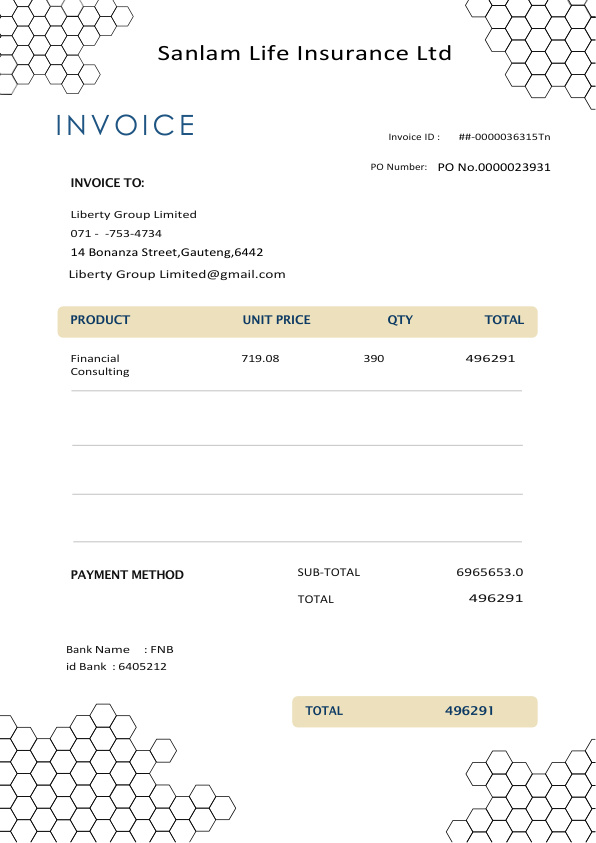 Sanlam Life Insurance Ltd
INVOICE
Invoice ID : ##-0000036315Tn
PO Number: PO No.0000023931
INVOICE TO:
Liberty Group Limited
071 - -753-4734
14 Bonanza Street,Gauteng,6442
Liberty Group Limited@gmail.com
PRODUCT UNIT PRICE QTY TOTAL
Financial 719.08 390 496291
Consulting
PAYMENT METHOD
SUB-TOTAL 6965653.0
TOTAL 496291
Bank Name : FNB
id Bank : 6405212
TOTAL 496291